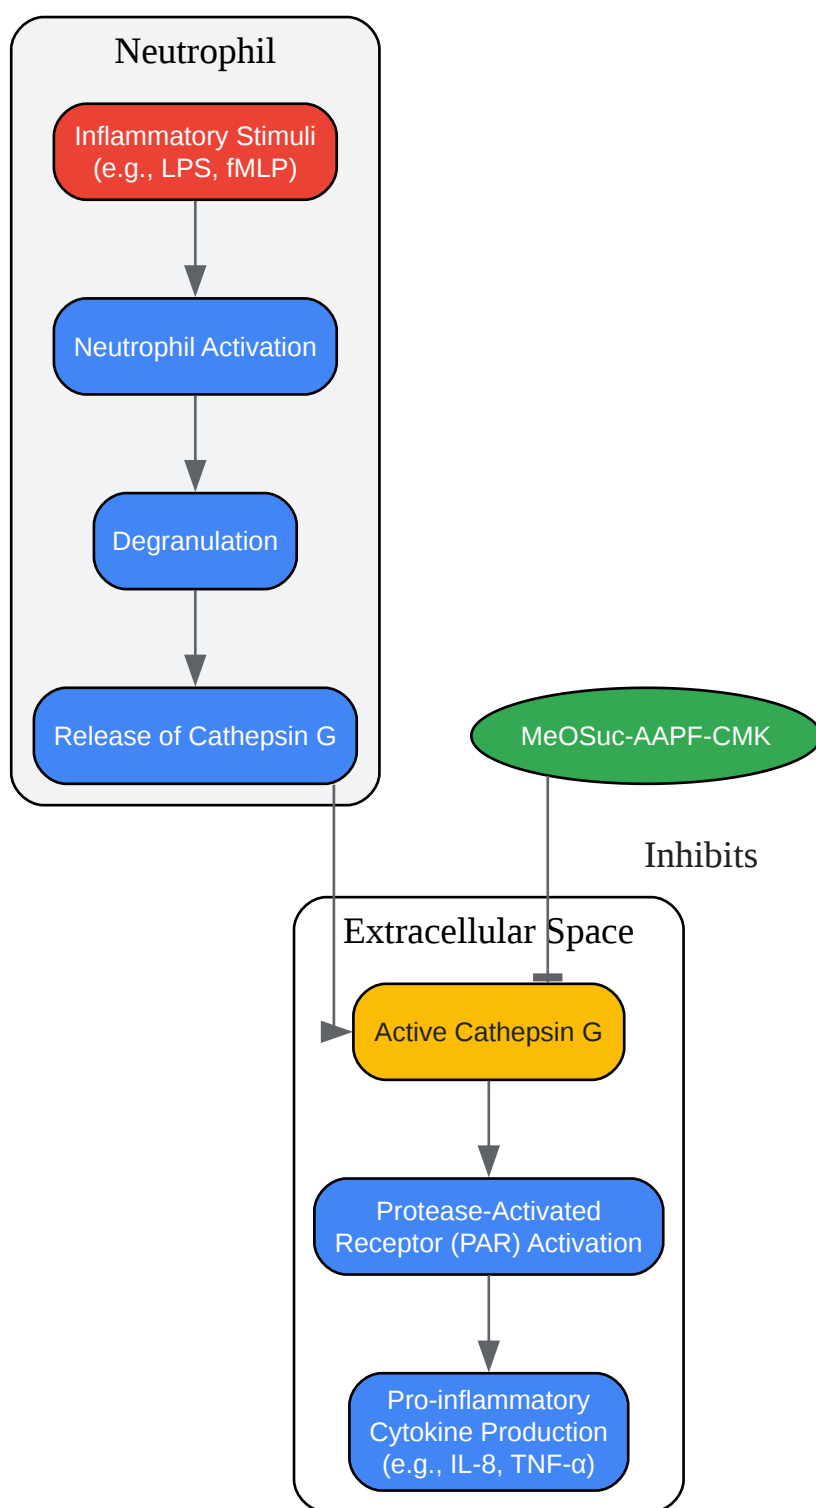 Neutrophil
Inflammatory Stimuli
(e.g., LPS, fMLP)
Neutrophil Activation
Degranulation
Release of Cathepsin G
MeOSuc-AAPF-CMK
Inhibits
Extracellular Space
Active Cathepsin G
Protease-Activated
Receptor (PAR) Activation
Pro-inflammatory
Cytokine Production
(e.g., IL-8, TNF-α)